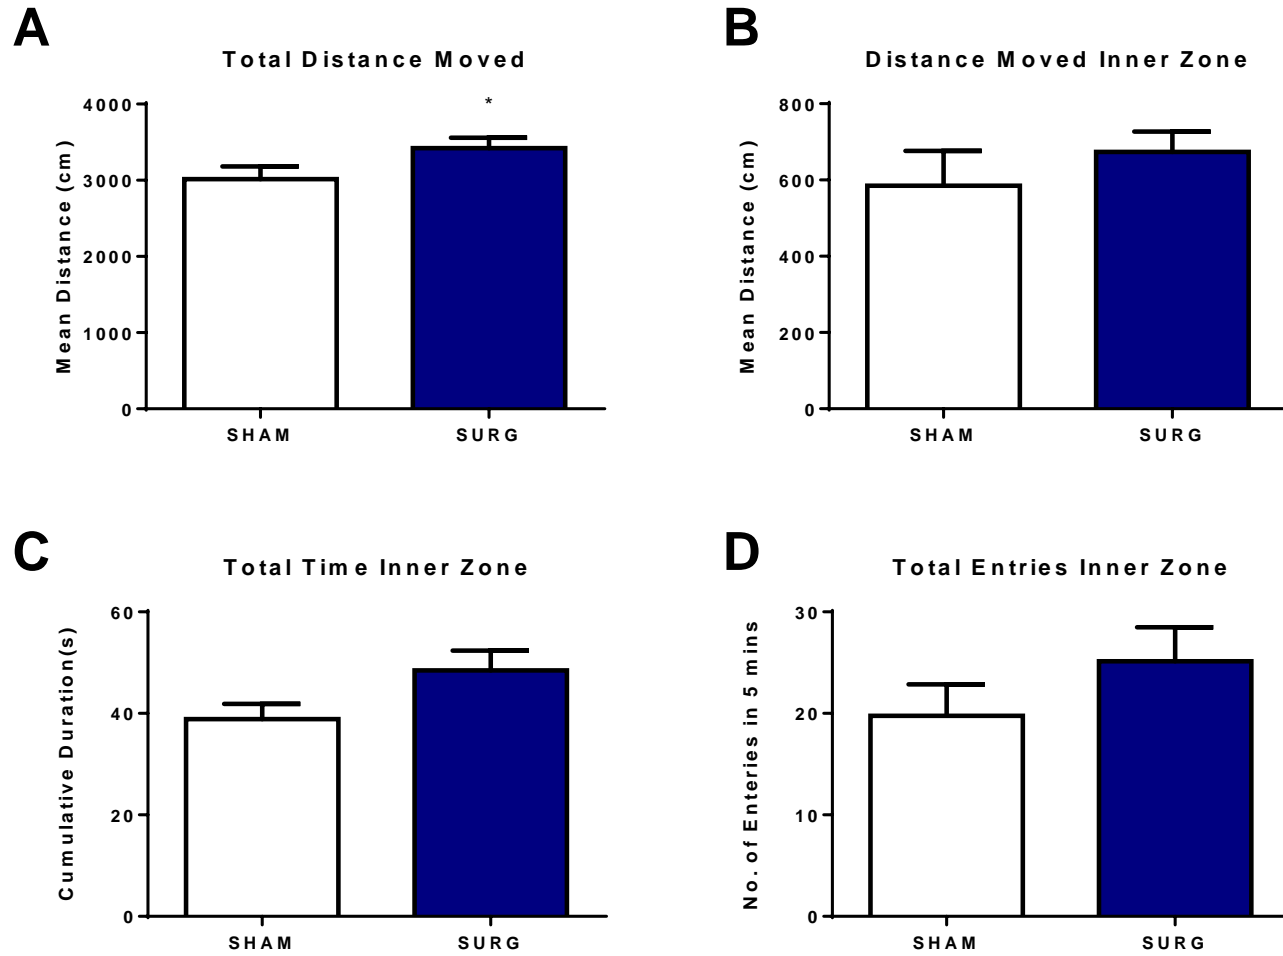 A
Total Distance Moved
Mean Distance (cm)
4000
*
3000
2000
1000
0
SHAM
SURG
B
Distance Moved Inner Zone
Mean Distance (cm)
800
600
400
200
0
SHAM
SURG
C
Total Time Inner Zone
Cumulative Duration(s)
60
40
20
0
SHAM
SURG
D
Total Entries Inner Zone
No. of Enteries in 5 mins
30
20
10
0
SHAM
SURG